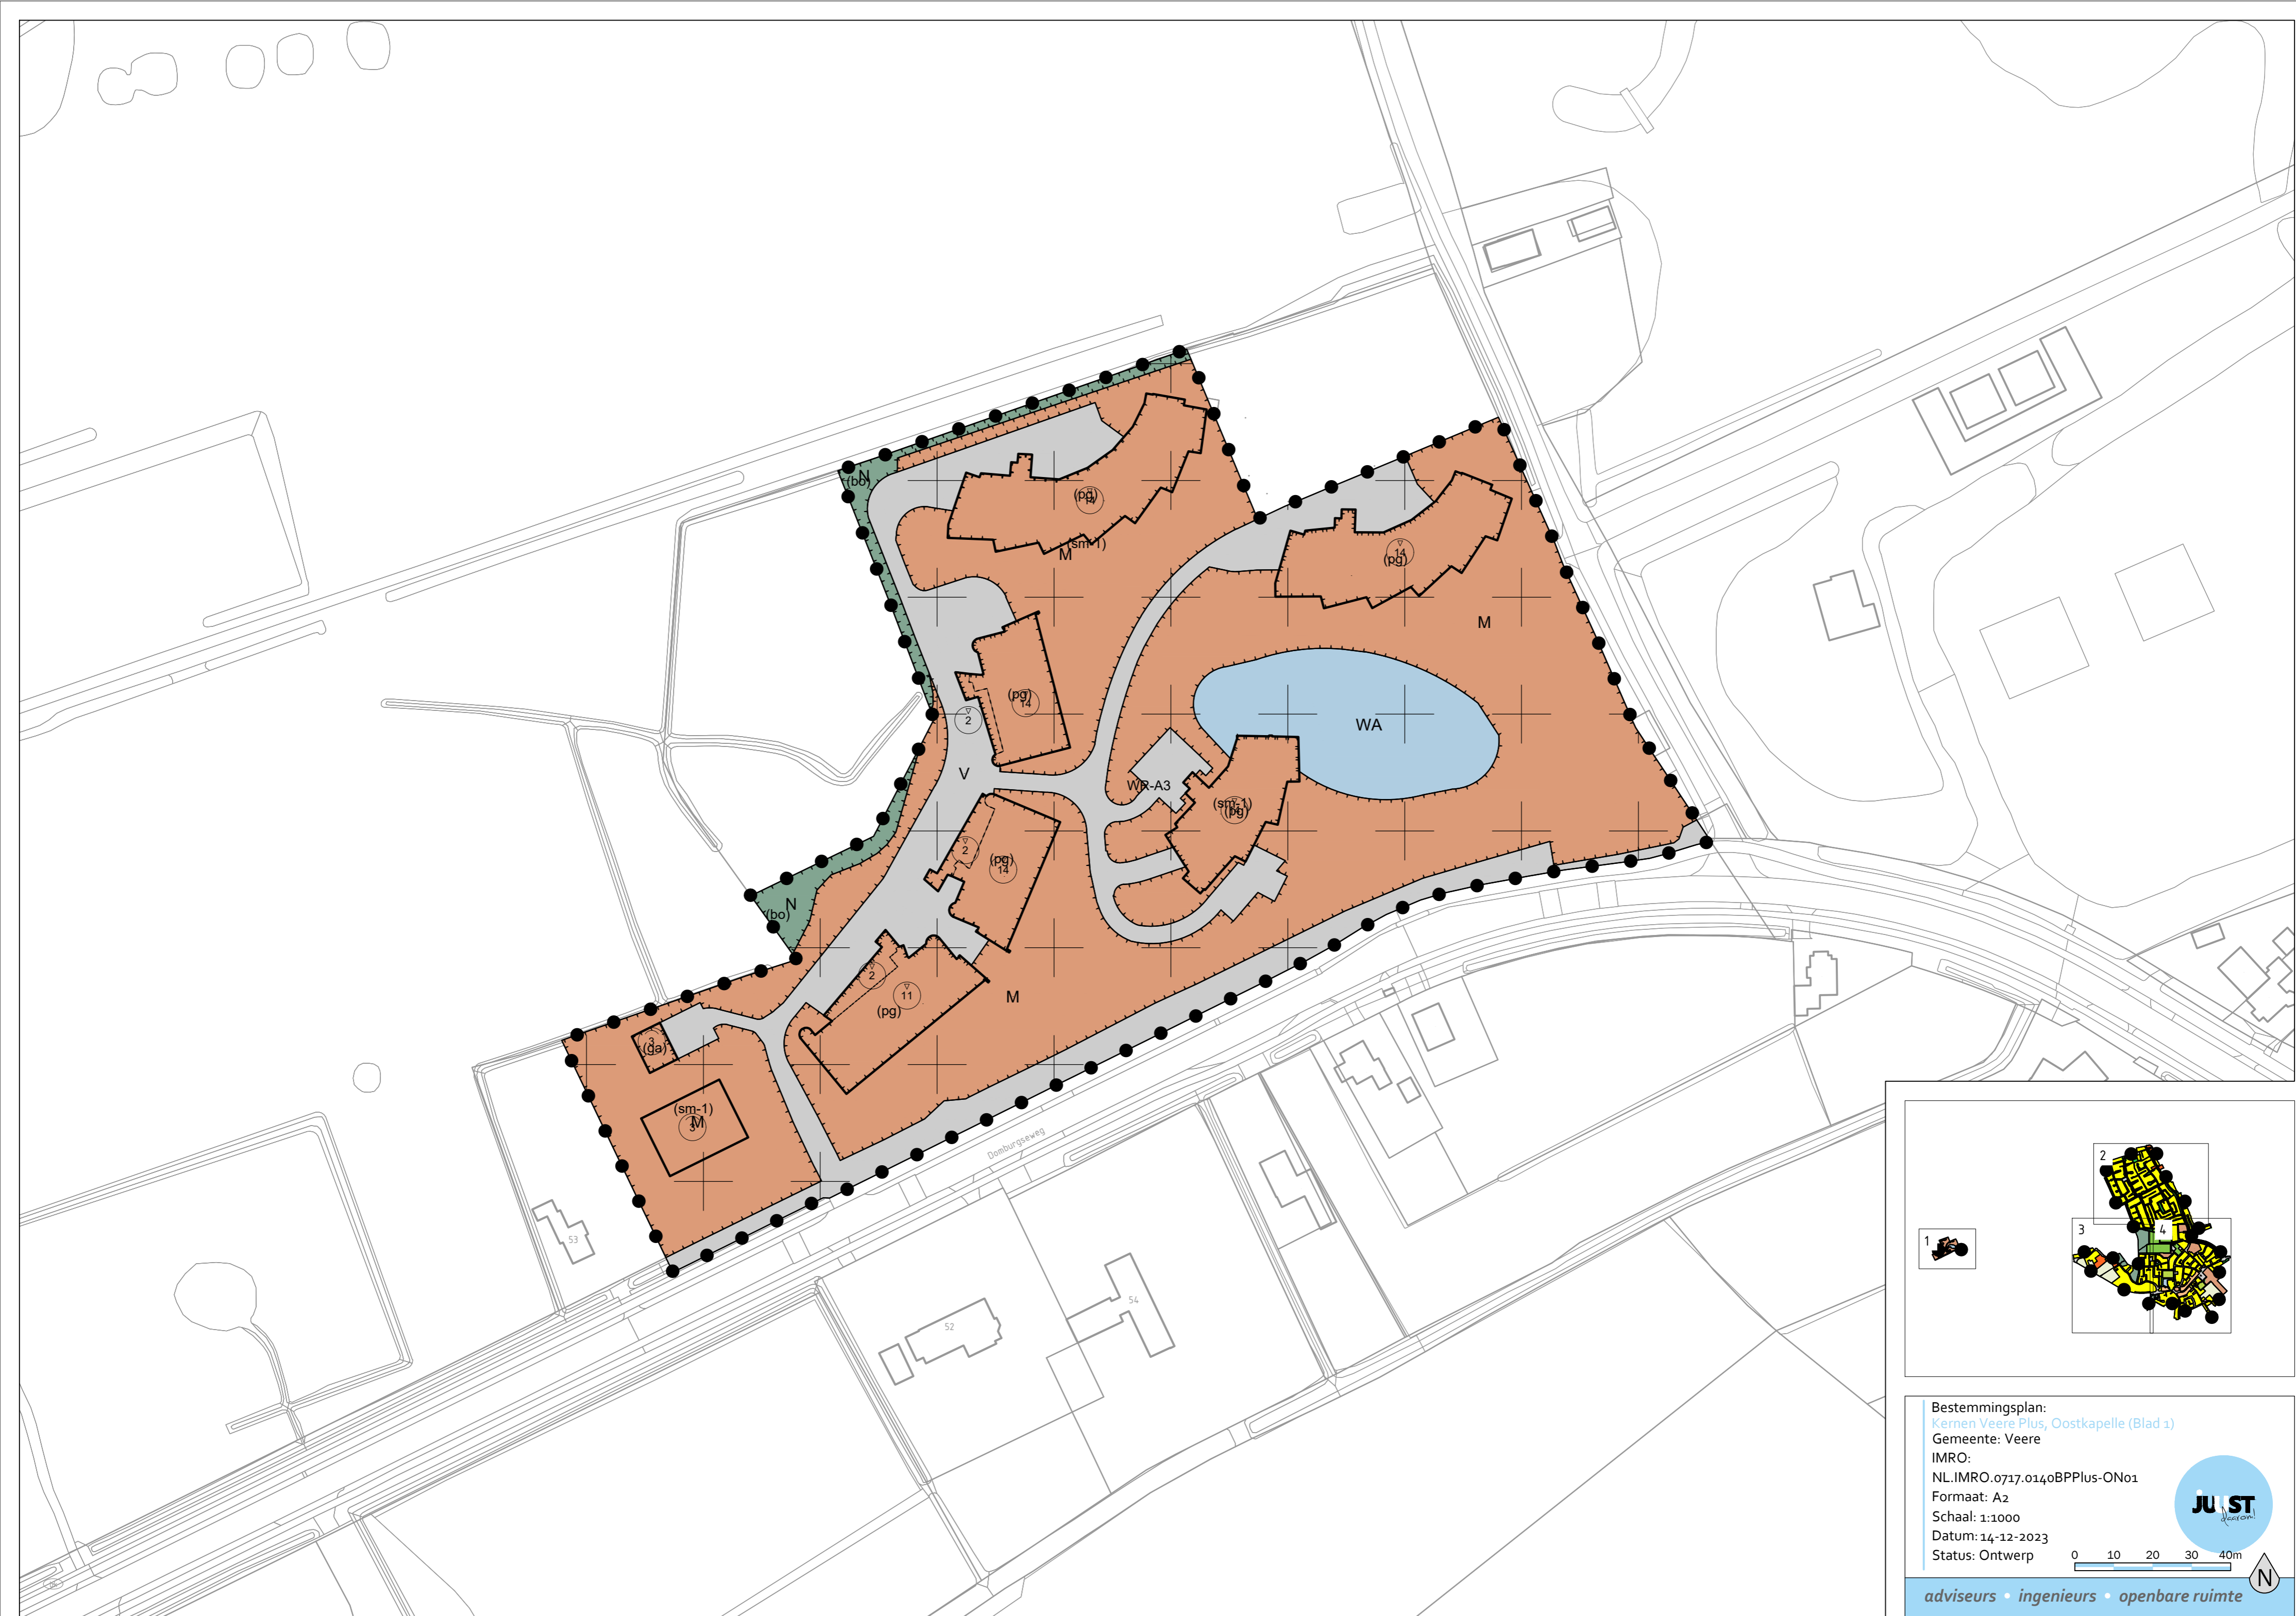 N
(bo)
(pg)
14
(sm-1)
M
14
(pg)
M
(pg)
14
2
WA
V
WR-A3
(sm-1)
(pg)
2
(pg)
14
N
(bo)
2
11
(pg)
M
3
(ga)
(sm-1)
M
3
Domburgseweg
53
52
54
1
2
3
4
Bestemmingsplan:
Kernen Veere Plus, Oostkapelle (Blad 1)
Gemeente: Veere
IMRO:
NL.IMRO.0717.0140BPPlus-ON01
Formaat: A2
Schaal: 1:1000
Datum: 14-12-2023
Status: Ontwerp
0 10 20 30 40m
JUUST
daarom!
N
adviseurs • ingenieurs • openbare ruimte